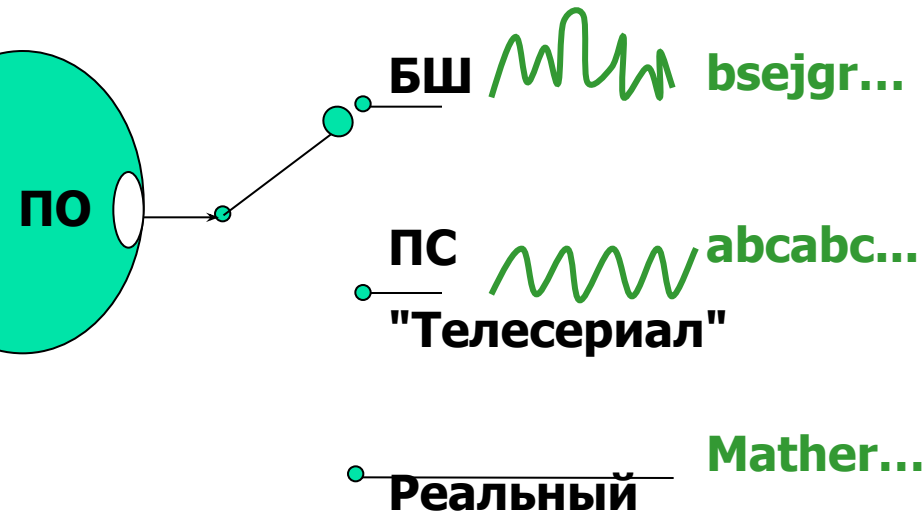 БШ bsejgr...
ПО
ПС abcabc...
"Телесериал"
Mather...
Реальный